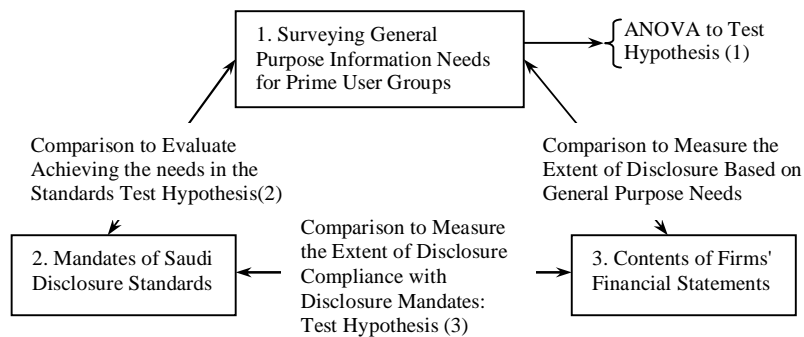 1. Surveying General
Purpose Information Needs
for Prime User Groups
ANOVA to Test
Hypothesis (1)
Comparison to Evaluate
Achieving the needs in the
Standards Test Hypothesis(2)
Comparison to Measure the
Extent of Disclosure Based on
General Purpose Needs
2. Mandates of Saudi
Disclosure Standards
Comparison to Measure
the Extent of Disclosure
Compliance with
Disclosure Mandates:
Test Hypothesis (3)
3. Contents of Firms'
Financial Statements